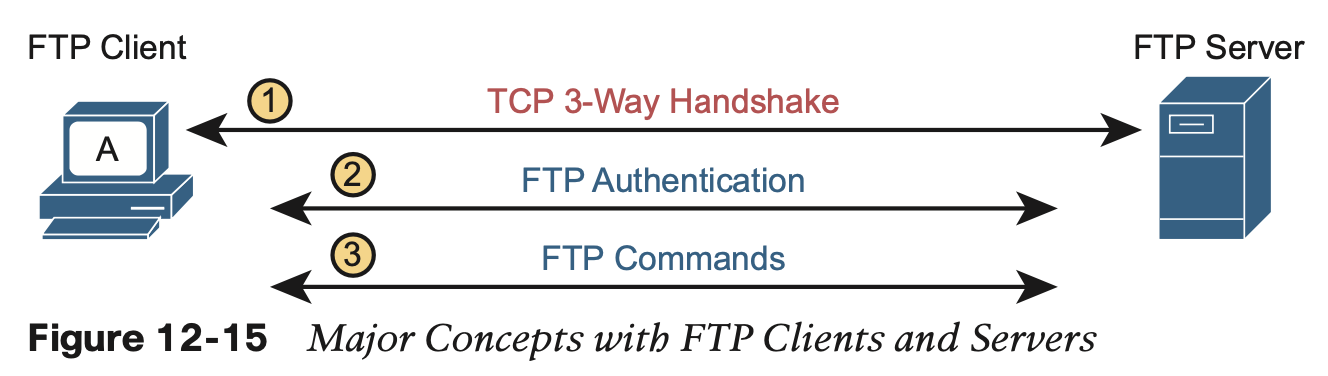 FTP Client
FTP Server
A
1
TCP 3-Way Handshake
2
FTP Authentication
3
FTP Commands
Figure 12-15 Major Concepts with FTP Clients and Servers